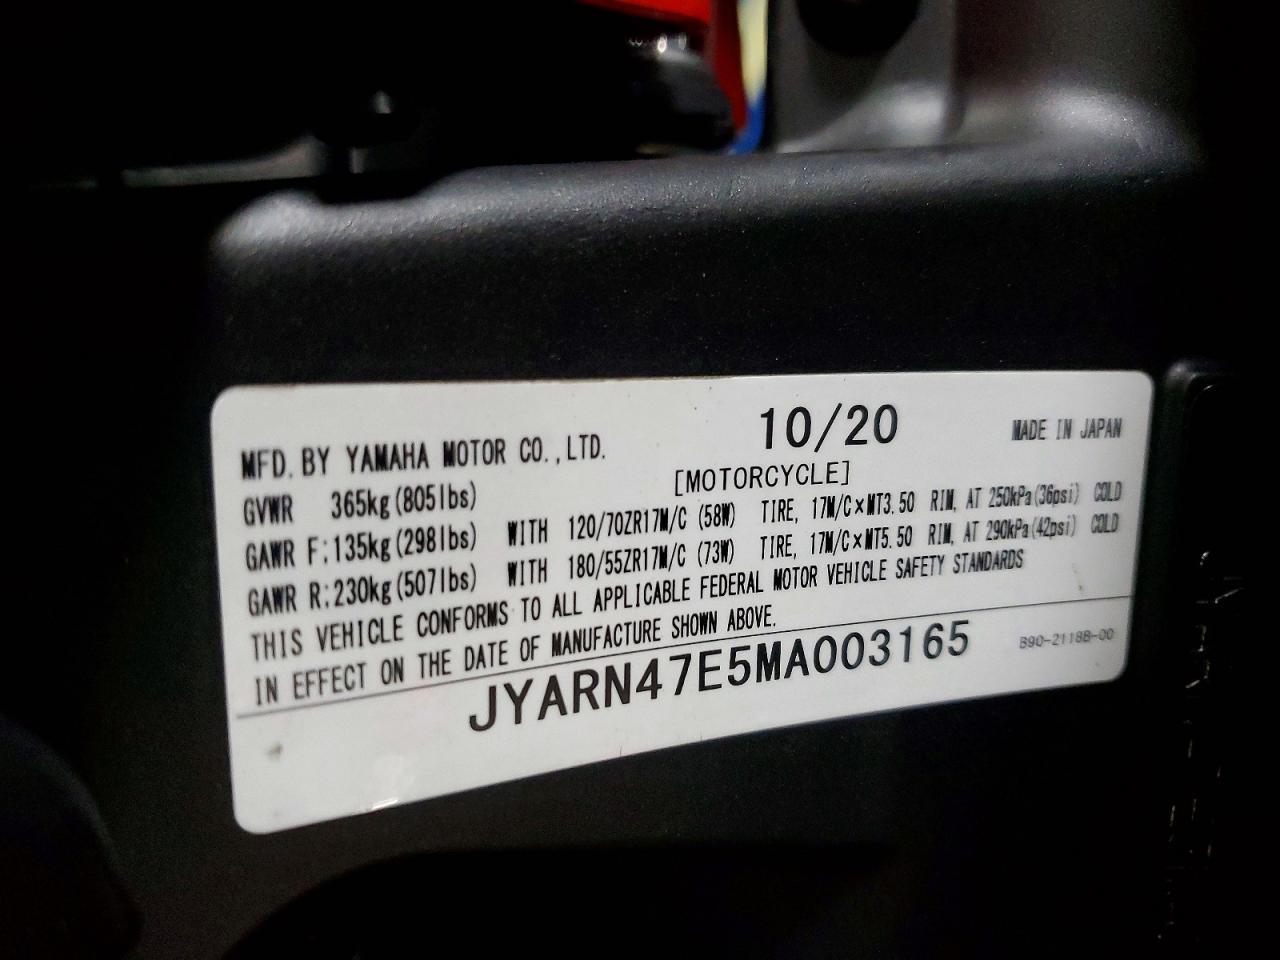 MFD. BY YAMAHA MOTOR CO., LTD. 10/20 MADE IN JAPAN
[MOTORCYCLE]
GVWR 365kg(805lbs)
GAWR F:135kg(298lbs) WITH 120/70ZR17M/C (58W) TIRE, 17M/C×MT3.50 RIM, AT 250kPa(36psi) COLD
GAWR R:230kg(507lbs) WITH 180/55ZR17M/C (73W) TIRE, 17M/C×MT5.50 RIM, AT 290kPa(42psi) COLD
THIS VEHICLE CONFORMS TO ALL APPLICABLE FEDERAL MOTOR VEHICLE SAFETY STANDARDS
IN EFFECT ON THE DATE OF MANUFACTURE SHOWN ABOVE.
JYARN47E5MA003165 B90-2118B-00